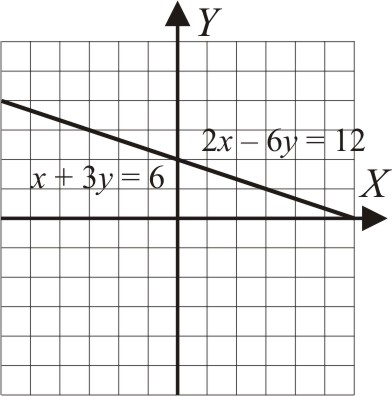 Y
2x – 6y = 12
x + 3y = 6
X